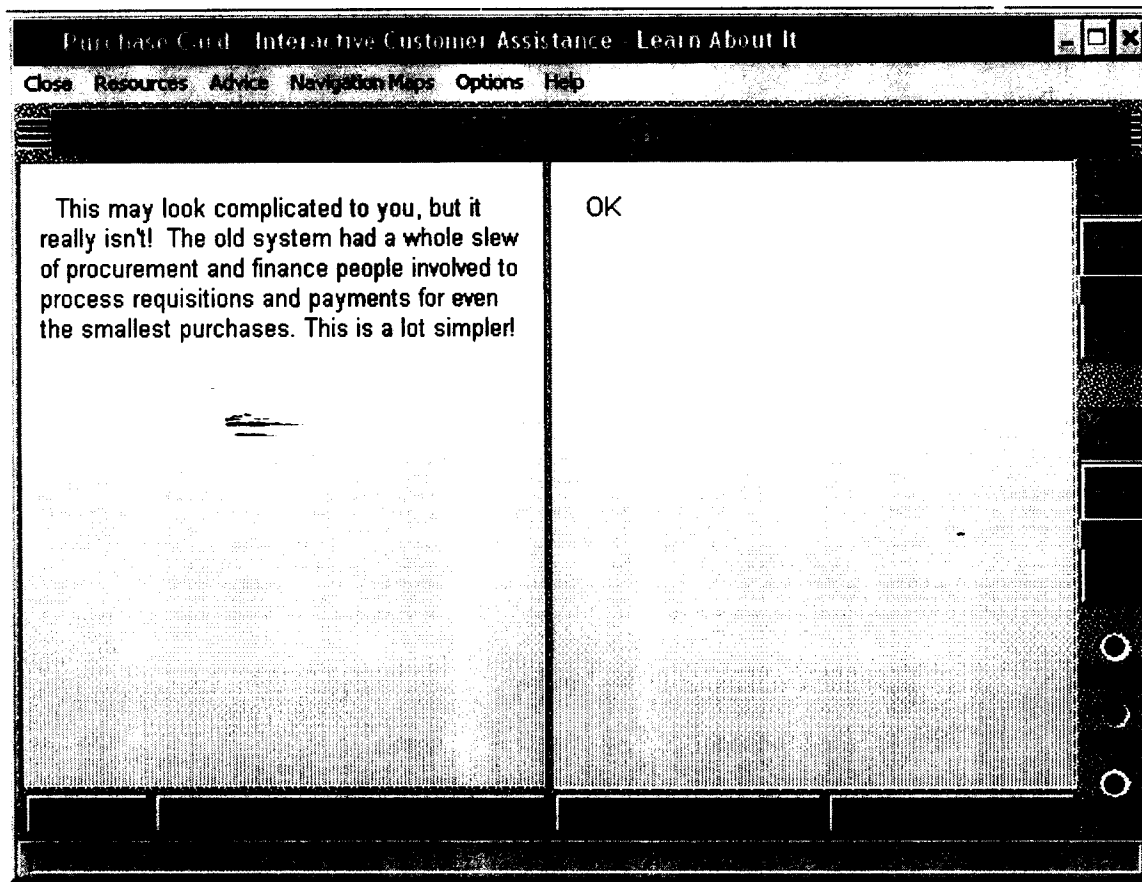 Purchase Card - Interactive Customer Assistance - Learn About It
Close Resources Advice Navigation Maps Options Help
This may look complicated to you, but it
really isn't! The old system had a whole slew
of procurement and finance people involved to
process requisitions and payments for even
the smallest purchases. This is a lot simpler!
OK